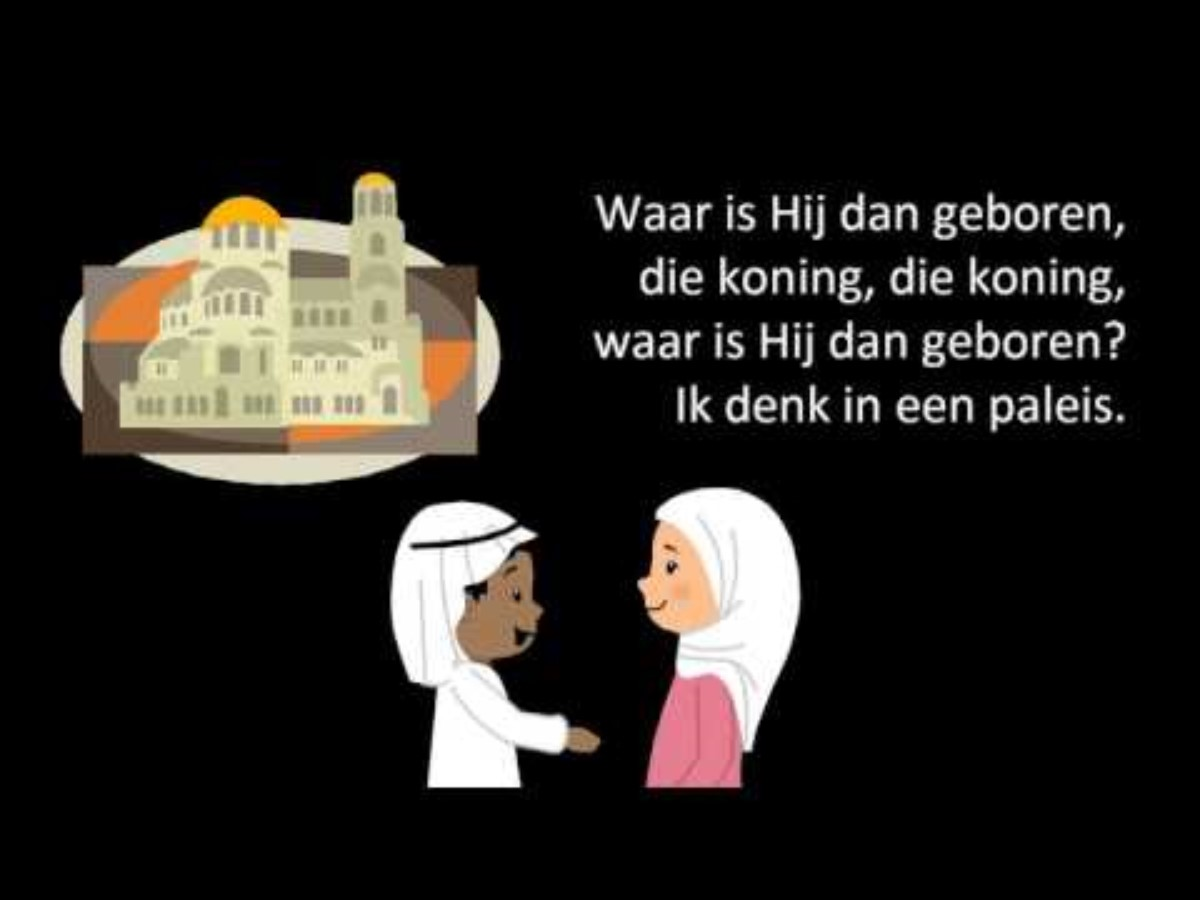 Waar is Hij dan geboren,
die koning, die koning,
waar is Hij dan geboren?
Ik denk in een paleis.